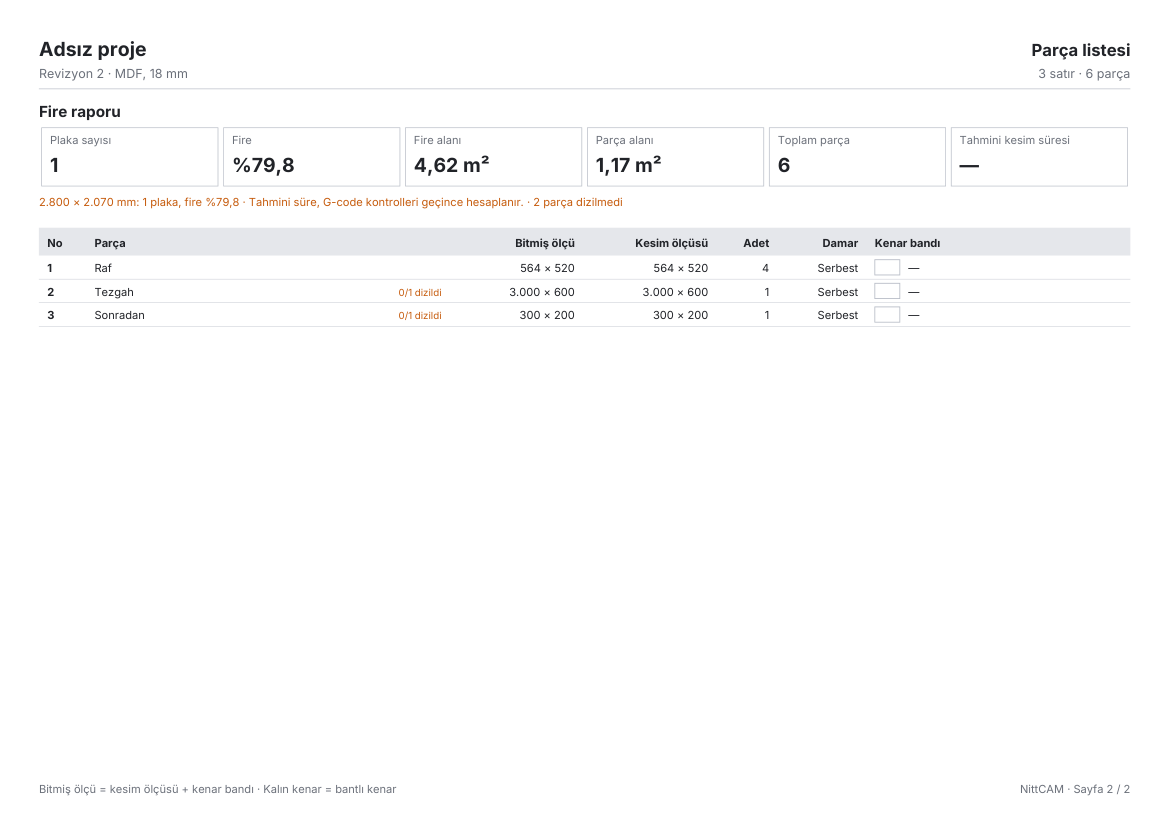 Adsız proje
Parça listesi
Revizyon 2 · MDF, 18 mm
3 satır · 6 parça
Fire raporu
Plaka sayısı Fire Fire alanı Parça alanı Toplam parça Tahmini kesim süresi
1 %79,8 4,62 m² 1,17 m² 6 —
2.800 × 2.070 mm: 1 plaka, fire %79,8 · Tahmini süre, G-code kontrolleri geçince hesaplanır. · 2 parça dizilmedi
No Parça Bitmiş ölçü Kesim ölçüsü Adet Damar Kenar bandı
1 Raf 564 × 520 564 × 520 4 Serbest —
2 Tezgah 0/1 dizildi 3.000 × 600 3.000 × 600 1 Serbest —
3 Sonradan 0/1 dizildi 300 × 200 300 × 200 1 Serbest —
Bitmiş ölçü = kesim ölçüsü + kenar bandı · Kalın kenar = bantlı kenar
NittCAM · Sayfa 2 / 2